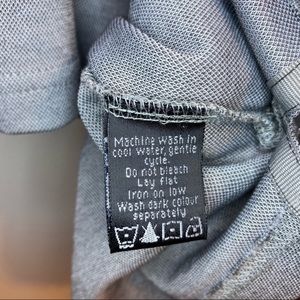 Machine wash in
cool water, gentle
cycle.
Do not bleach
Lay flat
Iron on low
Wash dark colour
separately